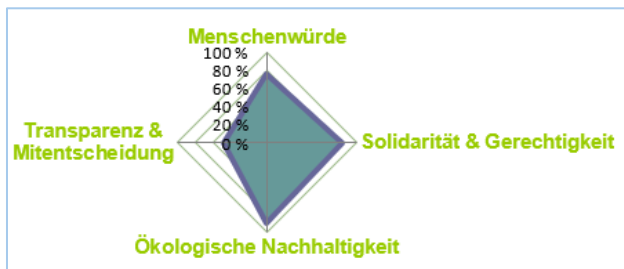 Menschenwürde
100 %
80 %
60 %
40 %
20 %
0 %
Transparenz &
Mitentscheidung
Solidarität & Gerechtigkeit
Ökologische Nachhaltigkeit